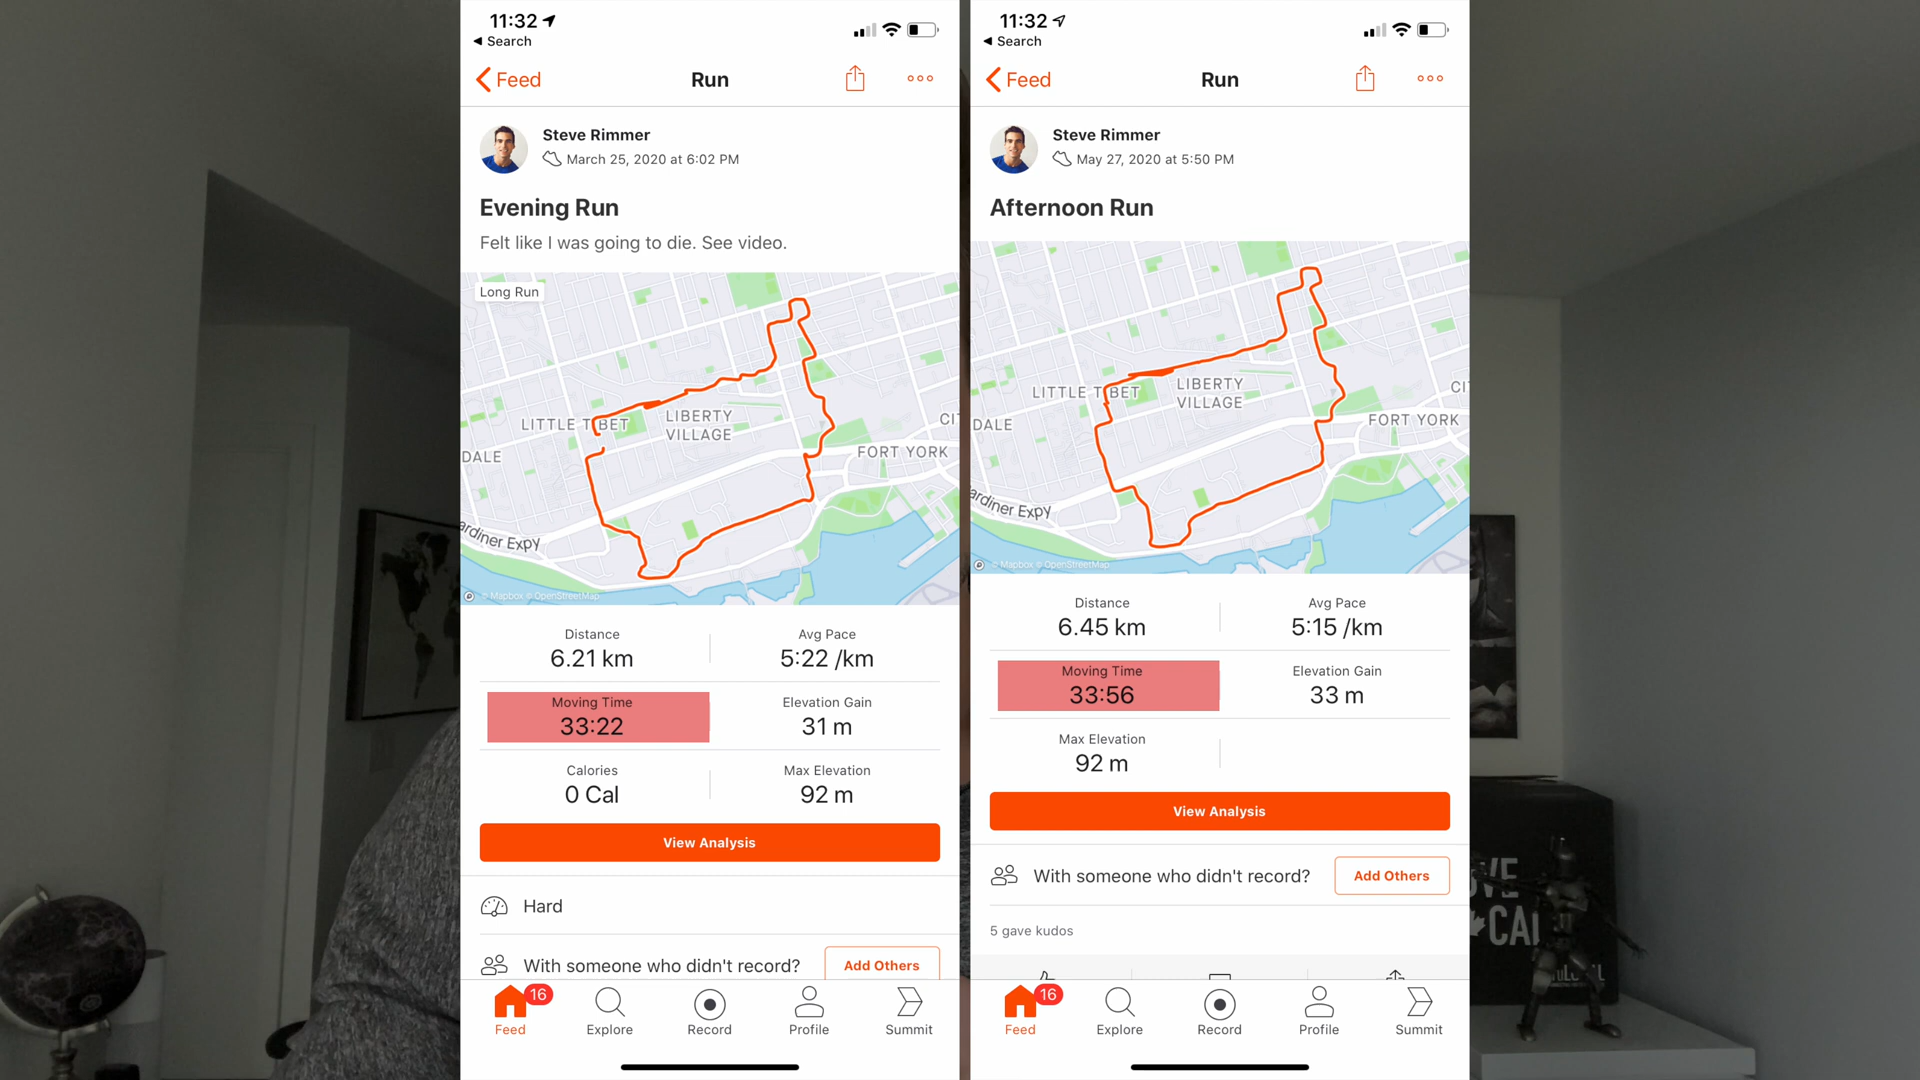 11:32
Search
Feed
Run
Steve Rimmer
March 25, 2020 at 6:02 PM
Evening Run
Felt like I was going to die. See video.
Long Run
LITTLE TIBET
LIBERTY
VILLAGE
CI
DALE
FORT YORK
ardiner Expy
© Mapbox © OpenStreetMap
Distance
6.21 km
Avg Pace
5:22 /km
Moving Time
33:22
Elevation Gain
31 m
Calories
0 Cal
Max Elevation
92 m
View Analysis
Hard
With someone who didn't record?
Add Others
16
Feed
Explore
Record
Profile
Summit
11:32
Search
Feed
Run
Steve Rimmer
May 27, 2020 at 5:50 PM
Afternoon Run
LITTLE TIBET
LIBERTY
VILLAGE
CI
DALE
FORT YORK
ardiner Expy
© Mapbox © OpenStreetMap
Distance
6.45 km
Avg Pace
5:15 /km
Moving Time
33:56
Elevation Gain
33 m
Max Elevation
92 m
View Analysis
With someone who didn't record?
Add Others
5 gave kudos
16
Feed
Explore
Record
Profile
Summit
VE
CAI